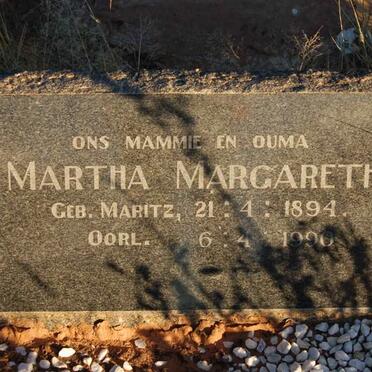 ONS MAMMIE EN OUMA
MARTHA MARGARETH
GEB. MARITZ, 21·4·1894.
OORL. 6·4·1990